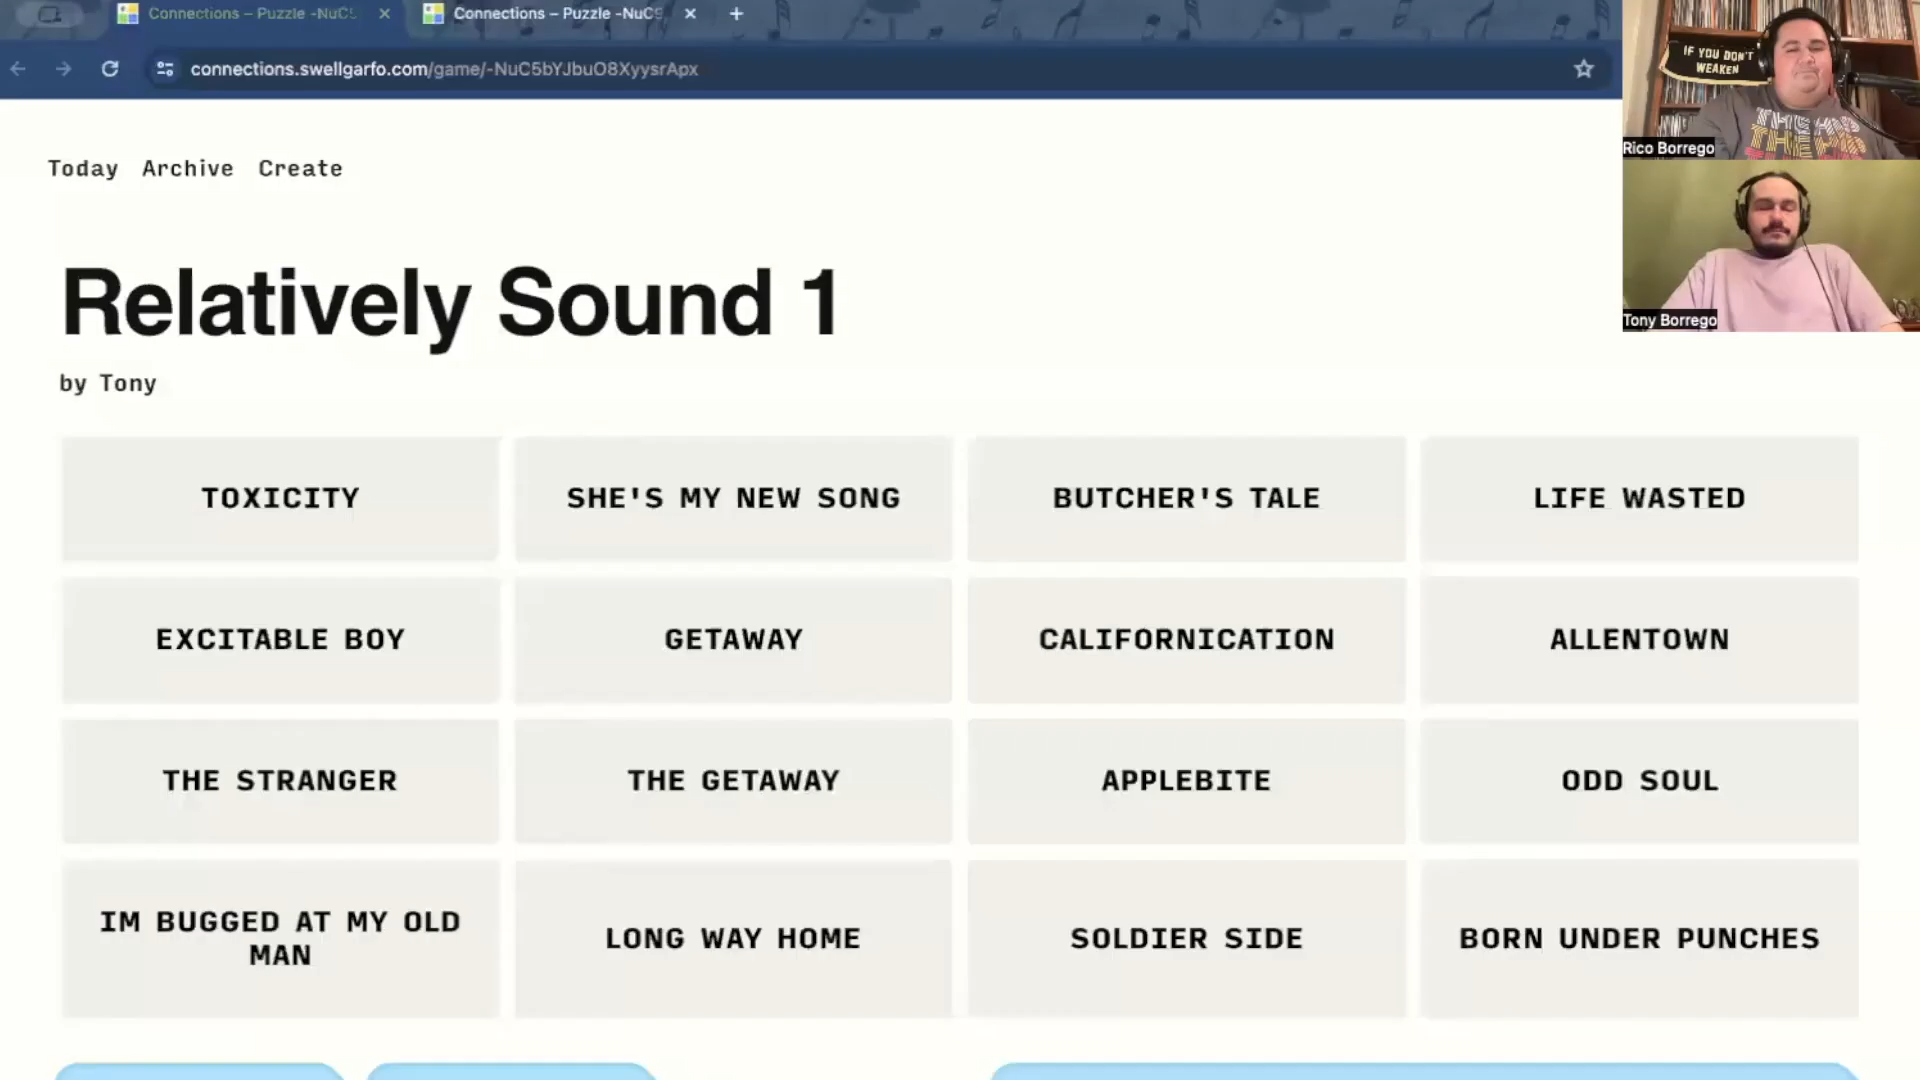 Connections – Puzzle -NuC5
Connections – Puzzle -NuC
connections.swellgarfo.com/game/-NuC5bYJbuO8XyysrApx
IF YOU DON'T
WEAKEN
Rico Borrego
Tony Borrego
Today Archive Create
Relatively Sound 1
by Tony
TOXICITY
SHE'S MY NEW SONG
BUTCHER'S TALE
LIFE WASTED
EXCITABLE BOY
GETAWAY
CALIFORNICATION
ALLENTOWN
THE STRANGER
THE GETAWAY
APPLEBITE
ODD SOUL
IM BUGGED AT MY OLD
MAN
LONG WAY HOME
SOLDIER SIDE
BORN UNDER PUNCHES